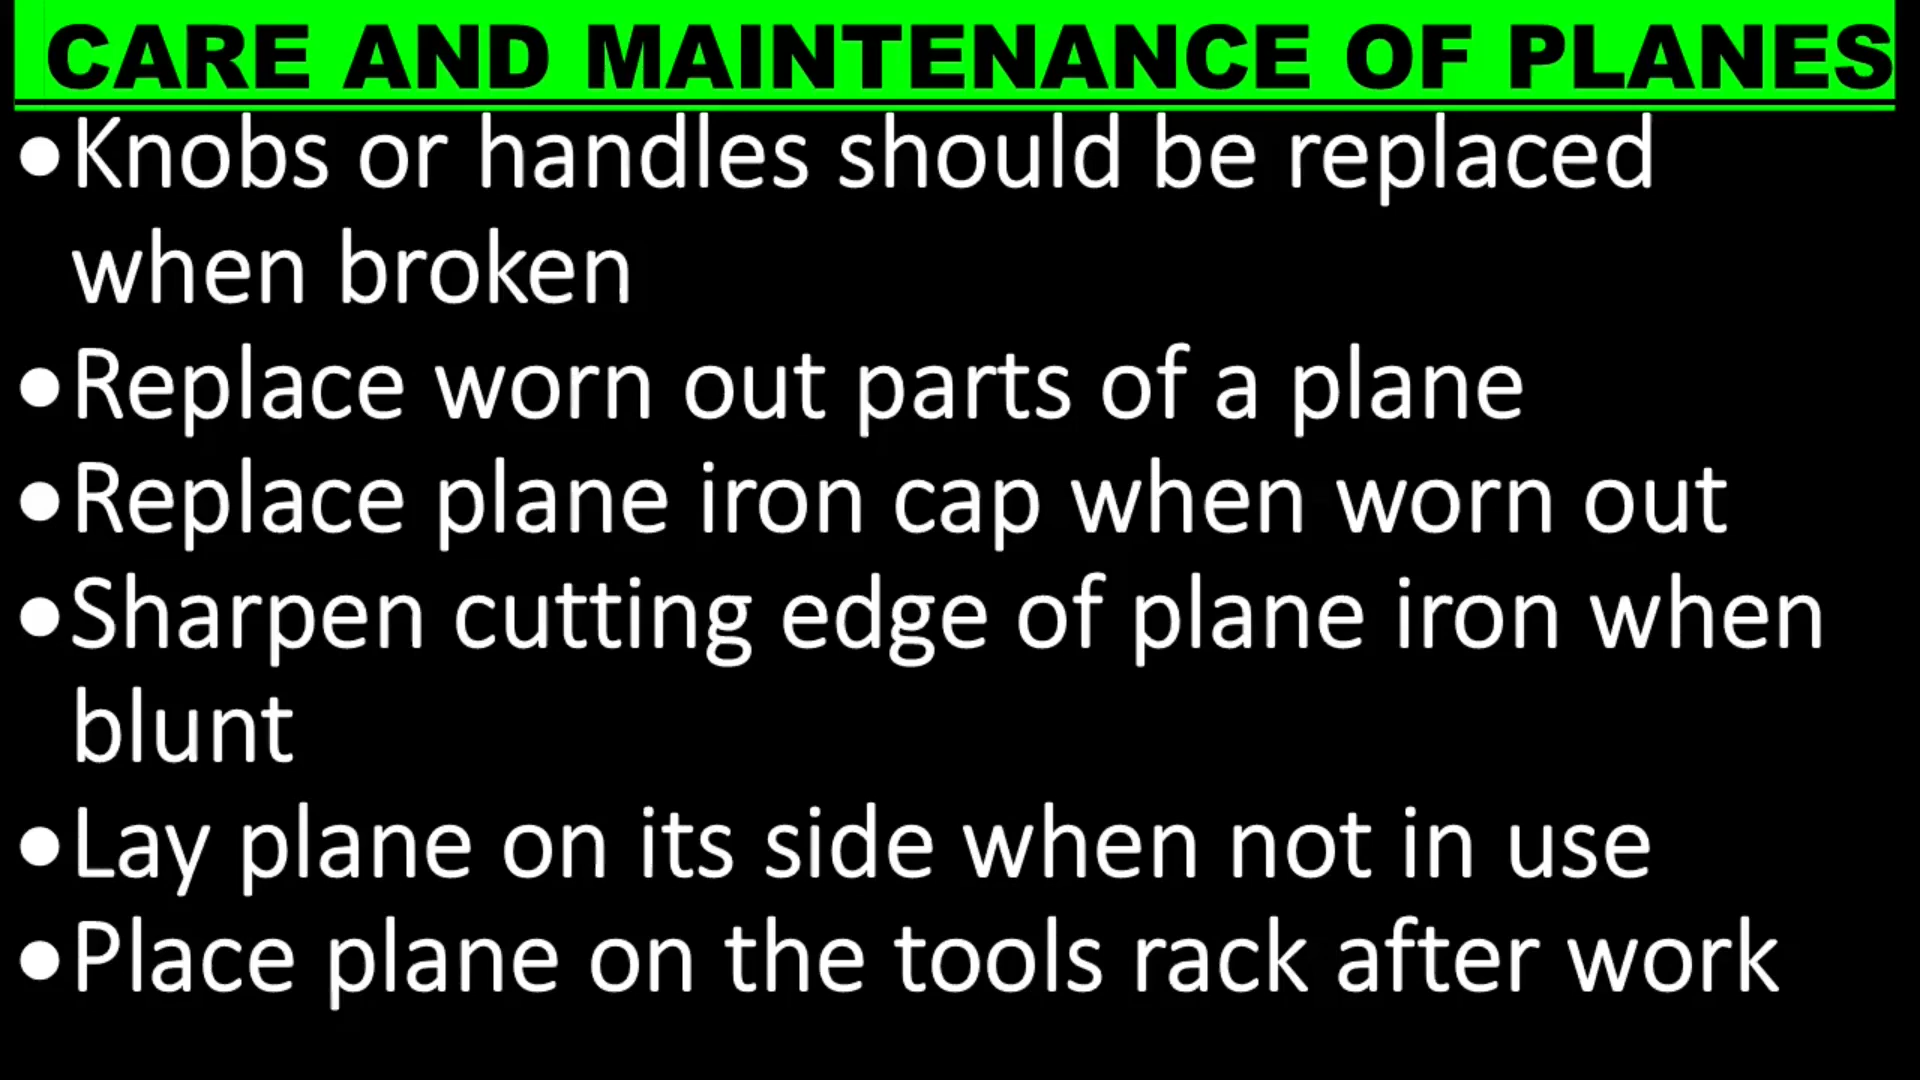 CARE AND MAINTENANCE OF PLANES
•Knobs or handles should be replaced
when broken
•Replace worn out parts of a plane
•Replace plane iron cap when worn out
•Sharpen cutting edge of plane iron when
blunt
•Lay plane on its side when not in use
•Place plane on the tools rack after work